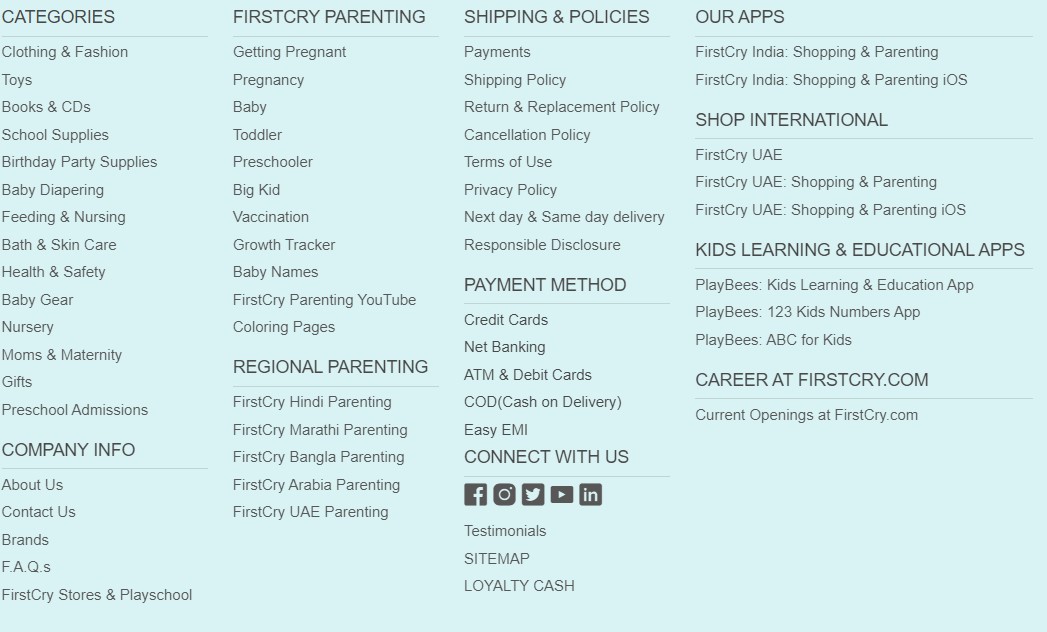 CATEGORIES
Clothing & Fashion
Toys
Books & CDs
School Supplies
Birthday Party Supplies
Baby Diapering
Feeding & Nursing
Bath & Skin Care
Health & Safety
Baby Gear
Nursery
Moms & Maternity
Gifts
Preschool Admissions
COMPANY INFO
About Us
Contact Us
Brands
F.A.Q.s
FirstCry Stores & Playschool
FIRSTCRY PARENTING
Getting Pregnant
Pregnancy
Baby
Toddler
Preschooler
Big Kid
Vaccination
Growth Tracker
Baby Names
FirstCry Parenting YouTube
Coloring Pages
REGIONAL PARENTING
FirstCry Hindi Parenting
FirstCry Marathi Parenting
FirstCry Bangla Parenting
FirstCry Arabia Parenting
FirstCry UAE Parenting
SHIPPING & POLICIES
Payments
Shipping Policy
Return & Replacement Policy
Cancellation Policy
Terms of Use
Privacy Policy
Next day & Same day delivery
Responsible Disclosure
PAYMENT METHOD
Credit Cards
Net Banking
ATM & Debit Cards
COD(Cash on Delivery)
Easy EMI
CONNECT WITH US
Testimonials
SITEMAP
LOYALTY CASH
OUR APPS
FirstCry India: Shopping & Parenting
FirstCry India: Shopping & Parenting iOS
SHOP INTERNATIONAL
FirstCry UAE
FirstCry UAE: Shopping & Parenting
FirstCry UAE: Shopping & Parenting iOS
KIDS LEARNING & EDUCATIONAL APPS
PlayBees: Kids Learning & Education App
PlayBees: 123 Kids Numbers App
PlayBees: ABC for Kids
CAREER AT FIRSTCRY.COM
Current Openings at FirstCry.com